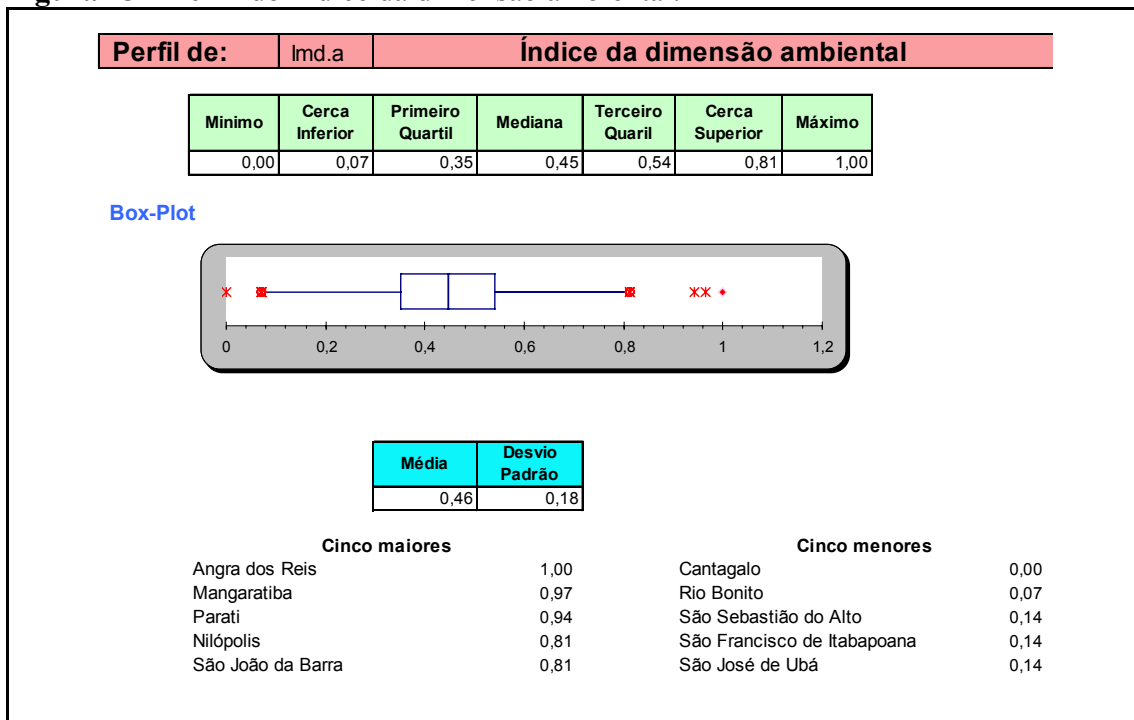 Perfil de: Imd.a Índice da dimensão ambiental
Minimo Cerca Inferior Primeiro Quartil Mediana Terceiro Quaril Cerca Superior Máximo
0,00 0,07 0,35 0,45 0,54 0,81 1,00
Box-Plot
0 0,2 0,4 0,6 0,8 1 1,2
Média Desvio Padrão
0,46 0,18
Cinco maiores Cinco menores
Angra dos Reis 1,00 Cantagalo 0,00
Mangaratiba 0,97 Rio Bonito 0,07
Parati 0,94 São Sebastião do Alto 0,14
Nilópolis 0,81 São Francisco de Itabapoana 0,14
São João da Barra 0,81 São José de Ubá 0,14